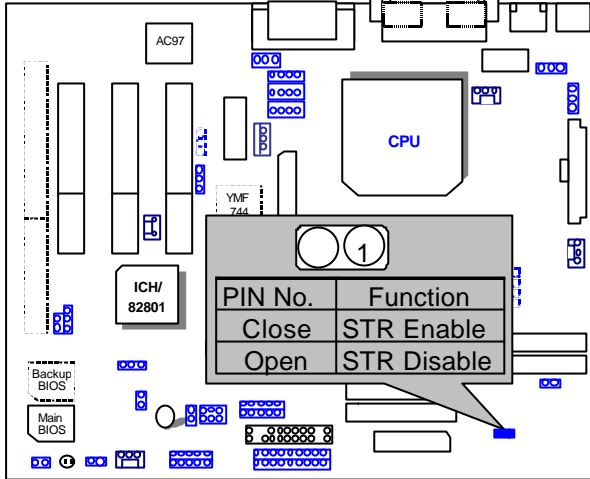 AC97
CPU
YMF
744
1
ICH/
82801
PIN No. Function
Close STR Enable
Open STR Disable
Backup
BIOS
Main
BIOS